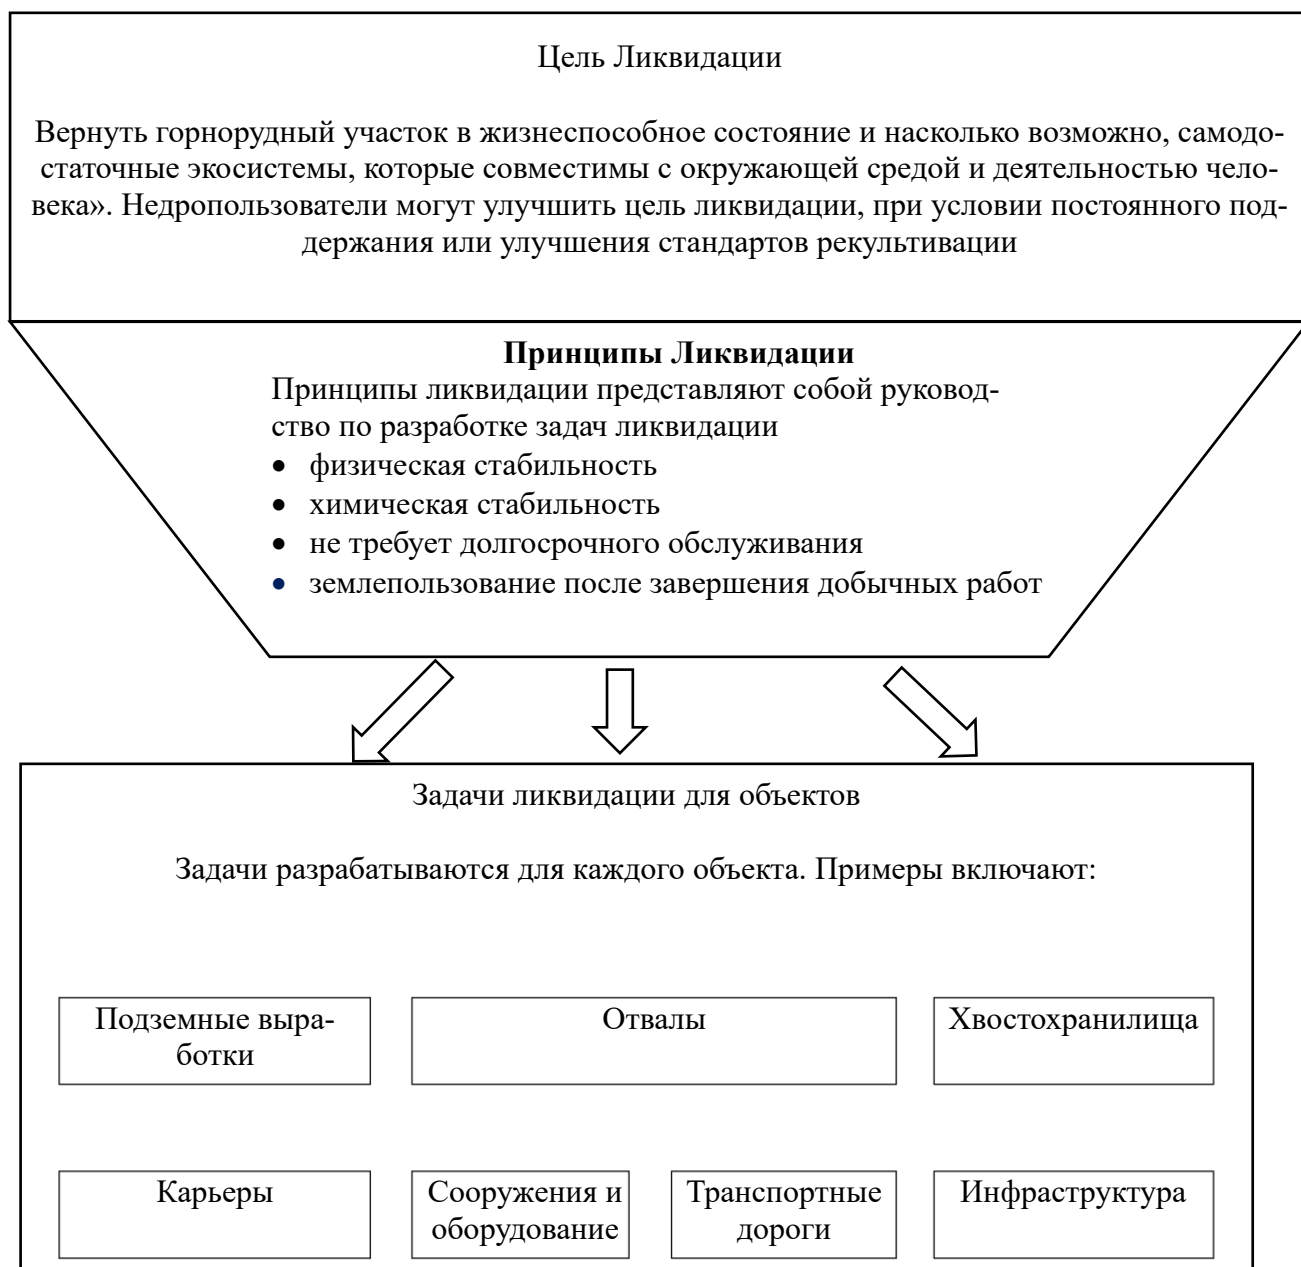 Цель Ликвидации
Вернуть горнорудный участок в жизнеспособное состояние и насколько возможно, самодо-
статочные экосистемы, которые совместимы с окружающей средой и деятельностью чело-
века». Недропользователи могут улучшить цель ликвидации, при условии постоянного под-
держания или улучшения стандартов рекультивации
Принципы Ликвидации
Принципы ликвидации представляют собой руковод-
ство по разработке задач ликвидации
• физическая стабильность
• химическая стабильность
• не требует долгосрочного обслуживания
• землепользование после завершения добычных работ
Задачи ликвидации для объектов
Задачи разрабатываются для каждого объекта. Примеры включают:
Подземные выра-
ботки
Отвалы
Хвостохранилища
Карьеры
Сооружения и
оборудование
Транспортные
дороги
Инфраструктура